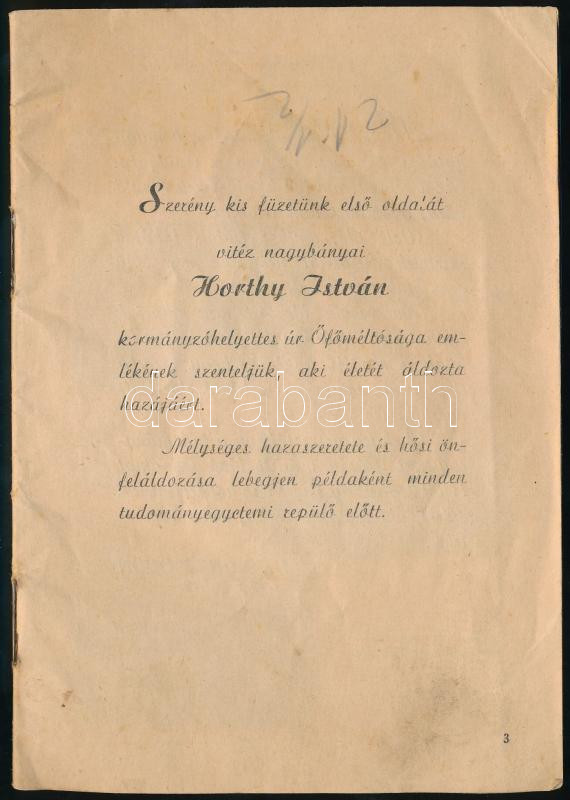 Szerény kis füzetünk első oldalát
vitéz nagybányai
Horthy István
kormányzóhelyettes úr Őfőméltósága em-
lékének szenteljük, aki életét áldozta
hazájáért.
darabanth
Mélységes hazaszeretete és hősi ön-
feláldozása lebegjen példaként minden
tudományegyetemi repülő előtt.
3